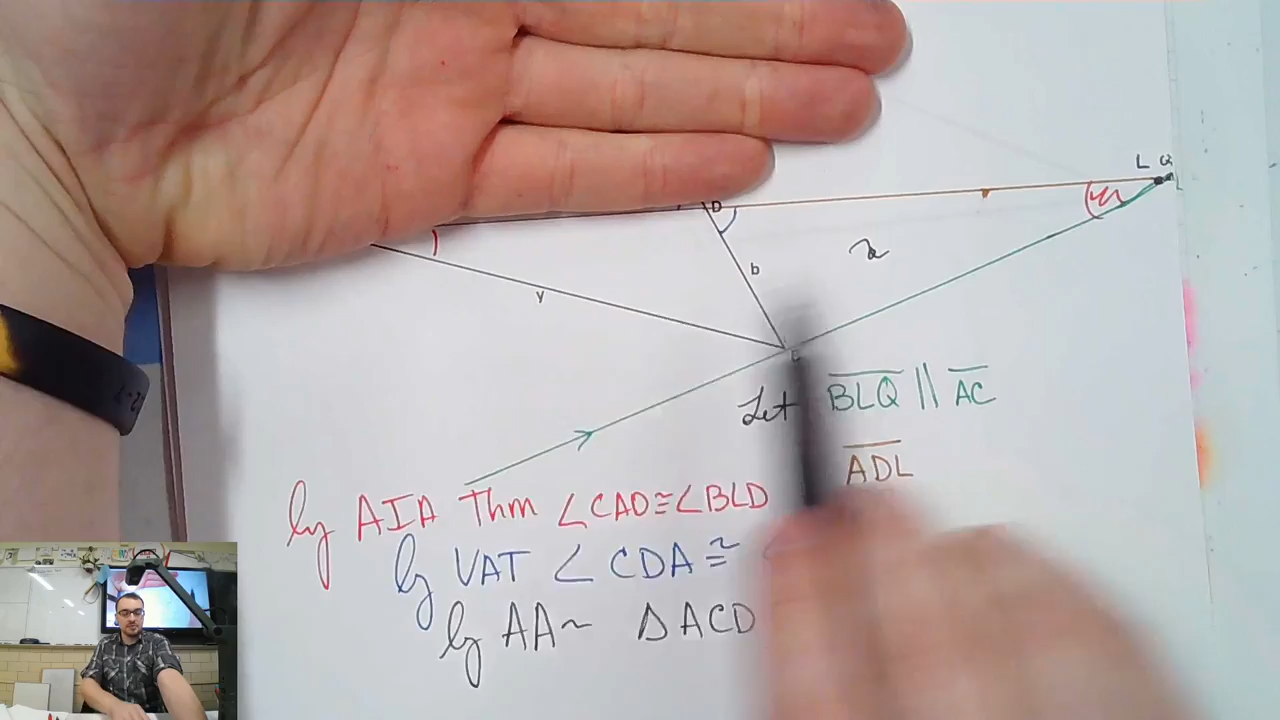 L Q
D
b
x
y
B
Let BLQ || AC
ADL
by AIA Thm ∠CAD≅∠BLD
by VAT ∠CDA≅
by AA~ ΔACD